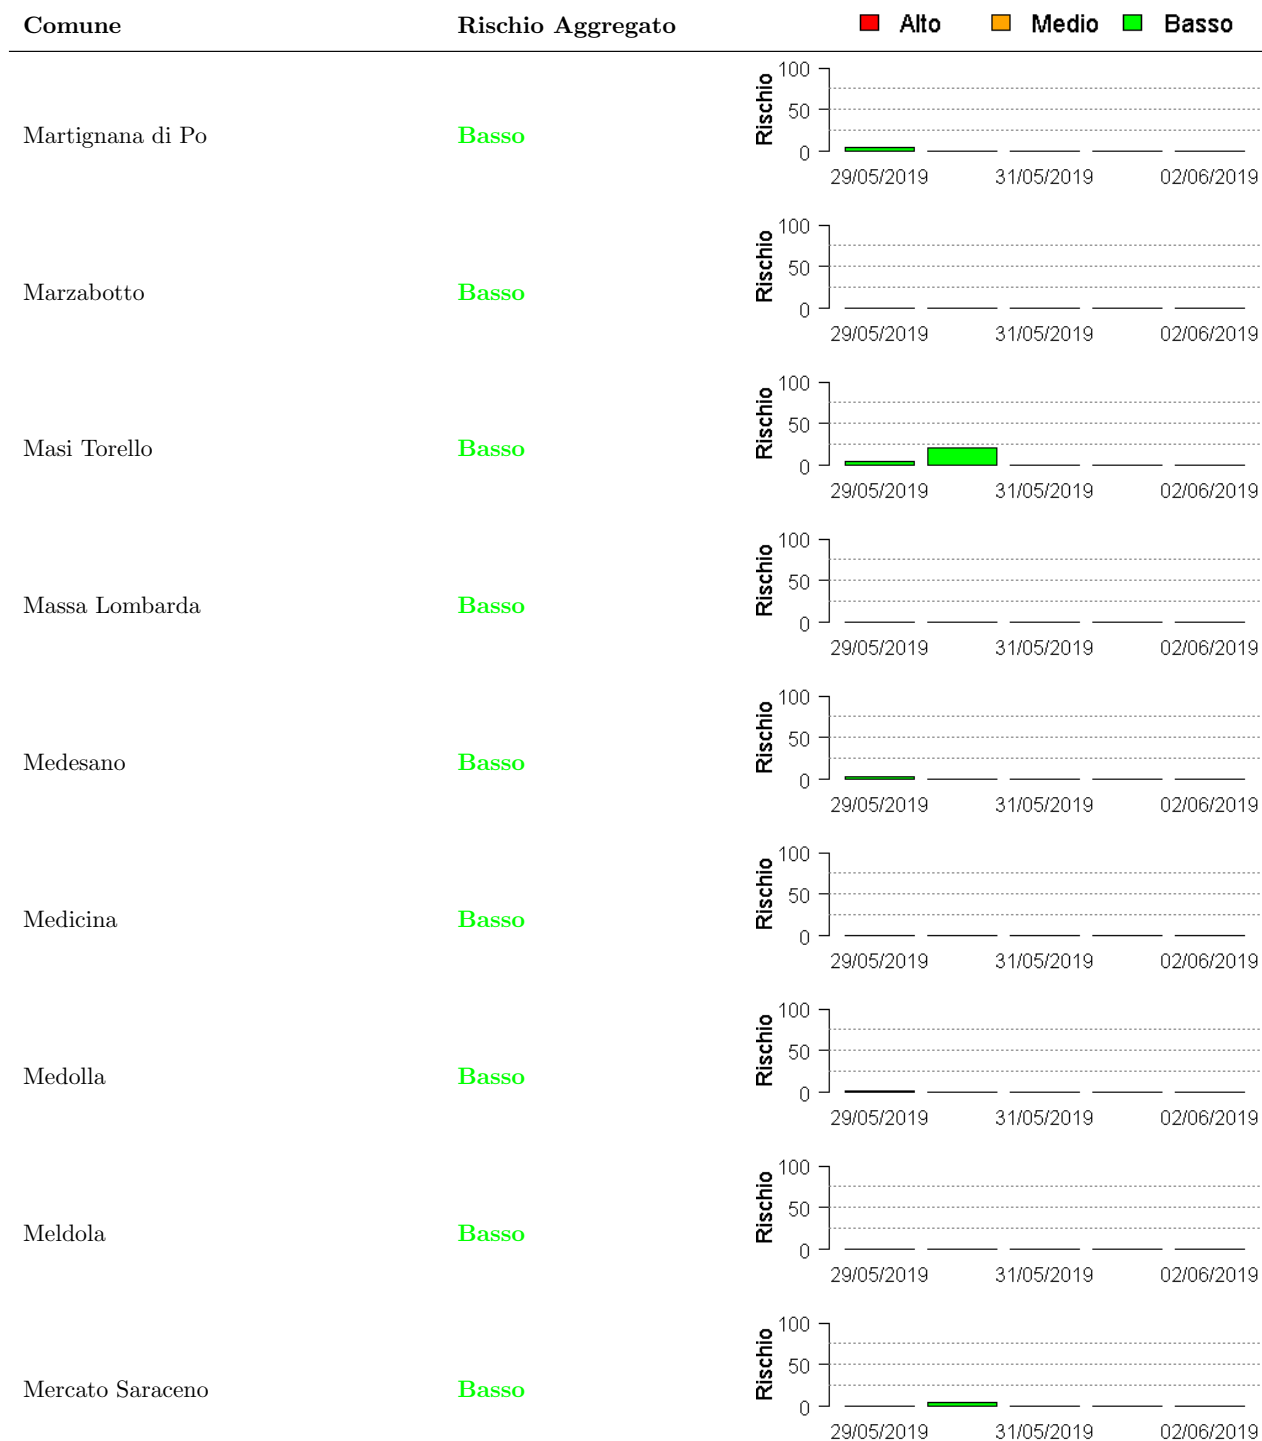 Comune Rischio Aggregato Alto Medio Basso
100
50
0
Rischio
Martignana di Po Basso
29/05/2019 31/05/2019 02/06/2019
100
50
0
Rischio
Marzabotto Basso
29/05/2019 31/05/2019 02/06/2019
100
50
0
Rischio
Masi Torello Basso
29/05/2019 31/05/2019 02/06/2019
100
50
0
Rischio
Massa Lombarda Basso
29/05/2019 31/05/2019 02/06/2019
100
50
0
Rischio
Medesano Basso
29/05/2019 31/05/2019 02/06/2019
100
50
0
Rischio
Medicina Basso
29/05/2019 31/05/2019 02/06/2019
100
50
0
Rischio
Medolla Basso
29/05/2019 31/05/2019 02/06/2019
100
50
0
Rischio
Meldola Basso
29/05/2019 31/05/2019 02/06/2019
100
50
0
Rischio
Mercato Saraceno Basso
29/05/2019 31/05/2019 02/06/2019